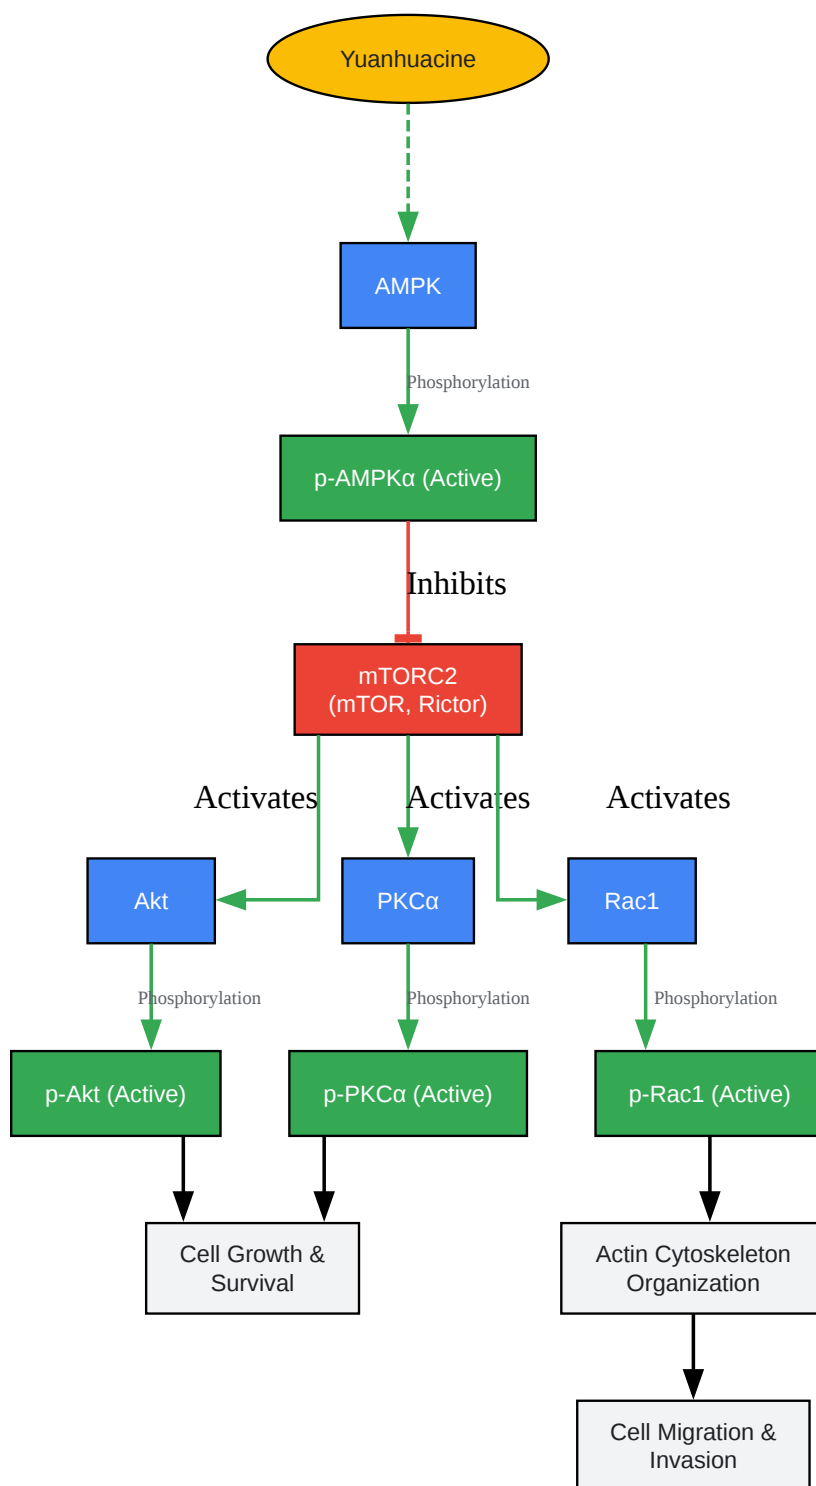 Yuanhuacine
AMPK
Phosphorylation
p-AMPKα (Active)
Inhibits
mTORC2
(mTOR, Rictor)
Activates
Activates
Activates
Akt
PKCα
Rac1
Phosphorylation
Phosphorylation
Phosphorylation
p-Akt (Active)
p-PKCα (Active)
p-Rac1 (Active)
Cell Growth &
Survival
Actin Cytoskeleton
Organization
Cell Migration &
Invasion